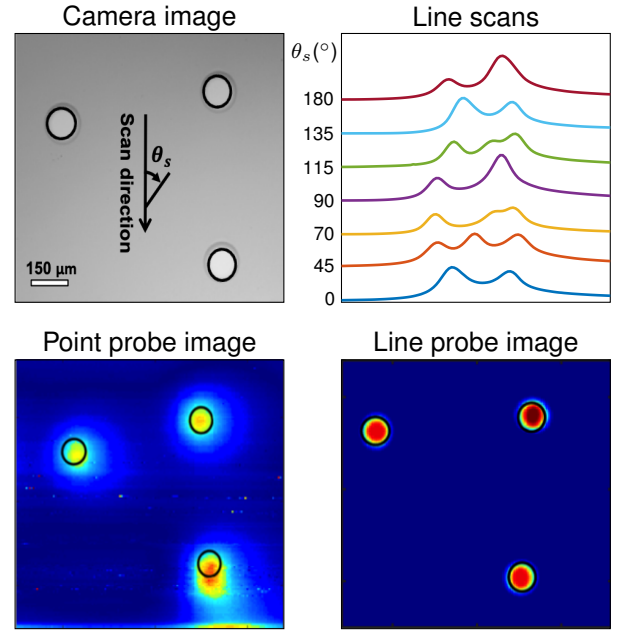 Camera image
Line scans
θs(°)
180
135
115
90
70
45
0
Scan direction
θs
150 μm
Point probe image
Line probe image